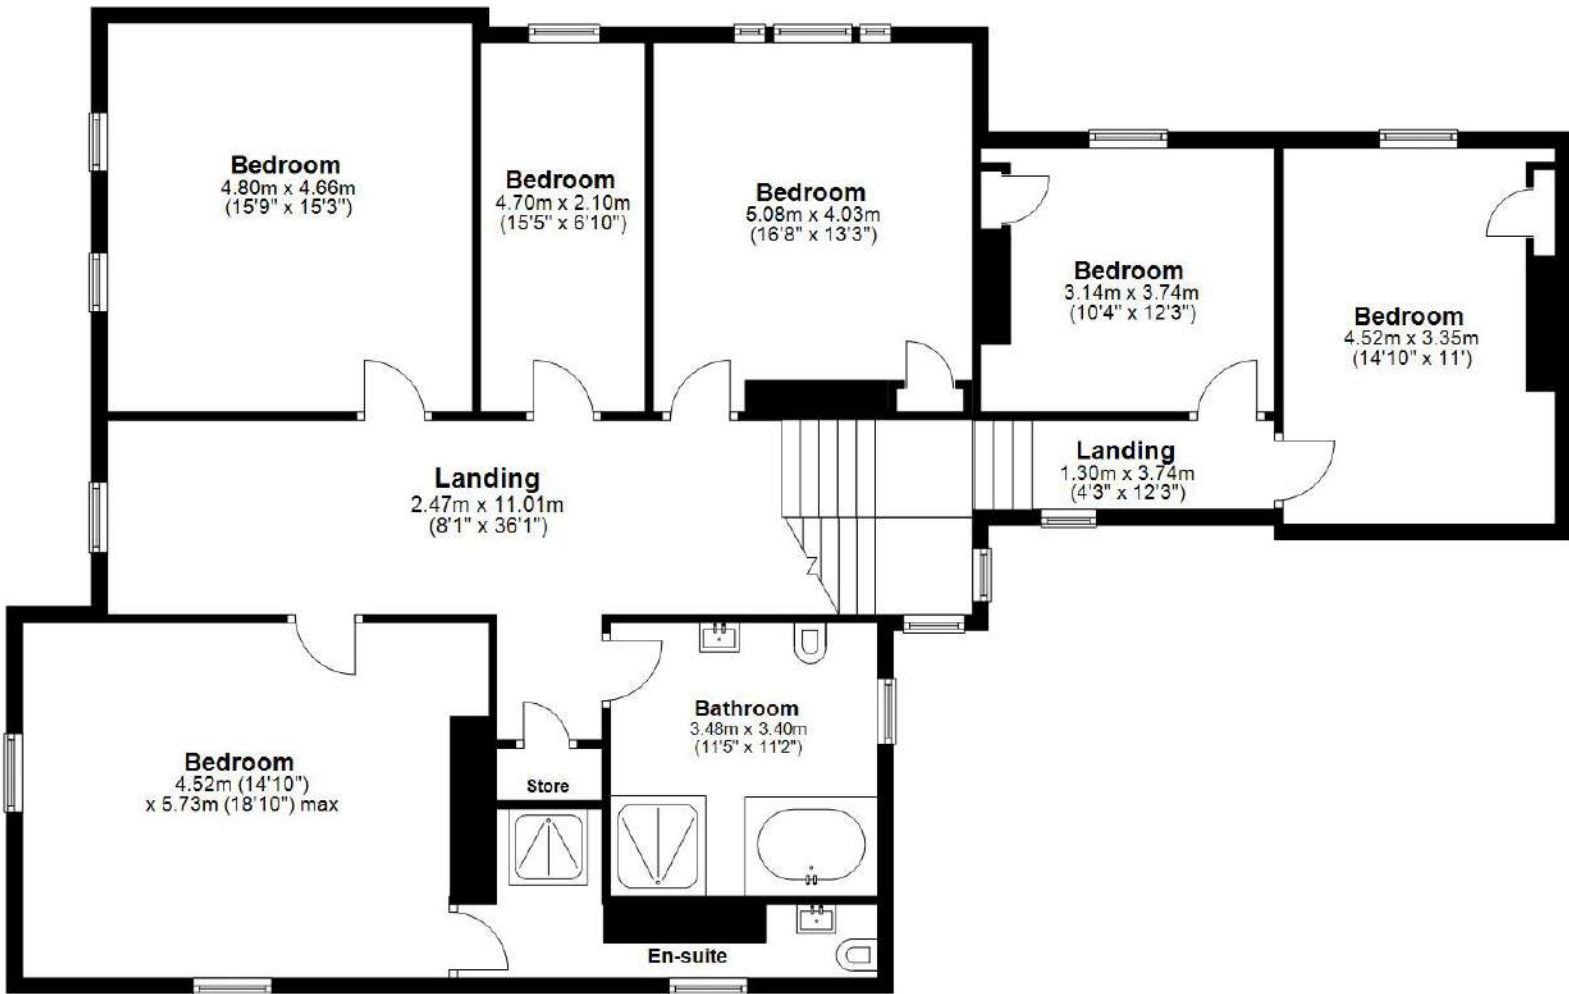 Bedroom
4.80m x 4.66m
(15'9" x 15'3")
Bedroom
4.70m x 2.10m
(15'5" x 6'10")
Bedroom
5.08m x 4.03m
(16'8" x 13'3")
Bedroom
3.14m x 3.74m
(10'4" x 12'3")
Bedroom
4.52m x 3.35m
(14'10" x 11')
Landing
2.47m x 11.01m
(8'1" x 36'1")
Landing
1.30m x 3.74m
(4'3" x 12'3")
Bedroom
4.52m (14'10")
x 5.73m (18'10") max
Store
Bathroom
3.48m x 3.40m
(11'5" x 11'2")
En-suite